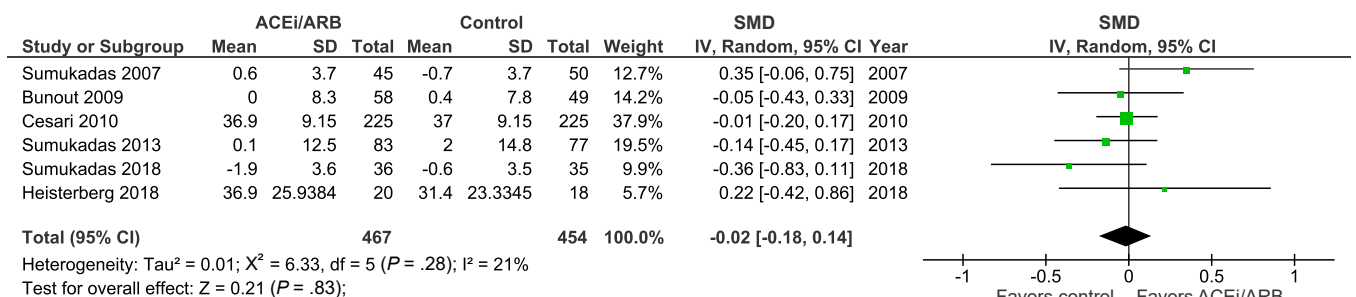 ACEi/ARB Control SMD SMD
Study or Subgroup Mean SD Total Mean SD Total Weight IV, Random, 95% CI Year IV, Random, 95% CI
Sumukadas 2007 0.6 3.7 45 -0.7 3.7 50 12.7% 0.35 [-0.06, 0.75] 2007
Bunout 2009 0 8.3 58 0.4 7.8 49 14.2% -0.05 [-0.43, 0.33] 2009
Cesari 2010 36.9 9.15 225 37 9.15 225 37.9% -0.01 [-0.20, 0.17] 2010
Sumukadas 2013 0.1 12.5 83 2 14.8 77 19.5% -0.14 [-0.45, 0.17] 2013
Sumukadas 2018 -1.9 3.6 36 -0.6 3.5 35 9.9% -0.36 [-0.83, 0.11] 2018
Heisterberg 2018 36.9 25.9384 20 31.4 23.3345 18 5.7% 0.22 [-0.42, 0.86] 2018
Total (95% CI) 467 454 100.0% -0.02 [-0.18, 0.14]
Heterogeneity: Tau² = 0.01; X² = 6.33, df = 5 (P = .28); I² = 21%
Test for overall effect: Z = 0.21 (P = .83);
-1 -0.5 0 0.5 1
Favors control Favors ACEi/ARB